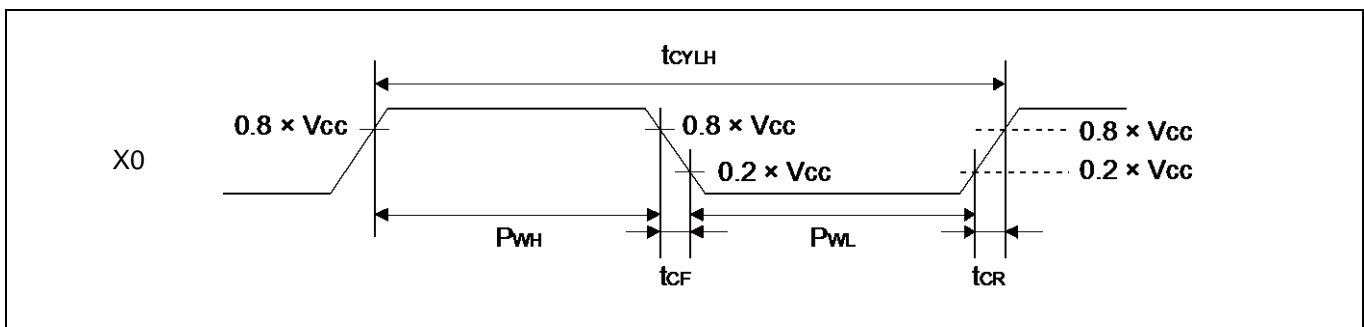 tCYLH
0.8 × Vcc
0.8 × Vcc
0.8 × Vcc
X0
0.2 × Vcc
0.2 × Vcc
PWH
PWL
tCF
tCR